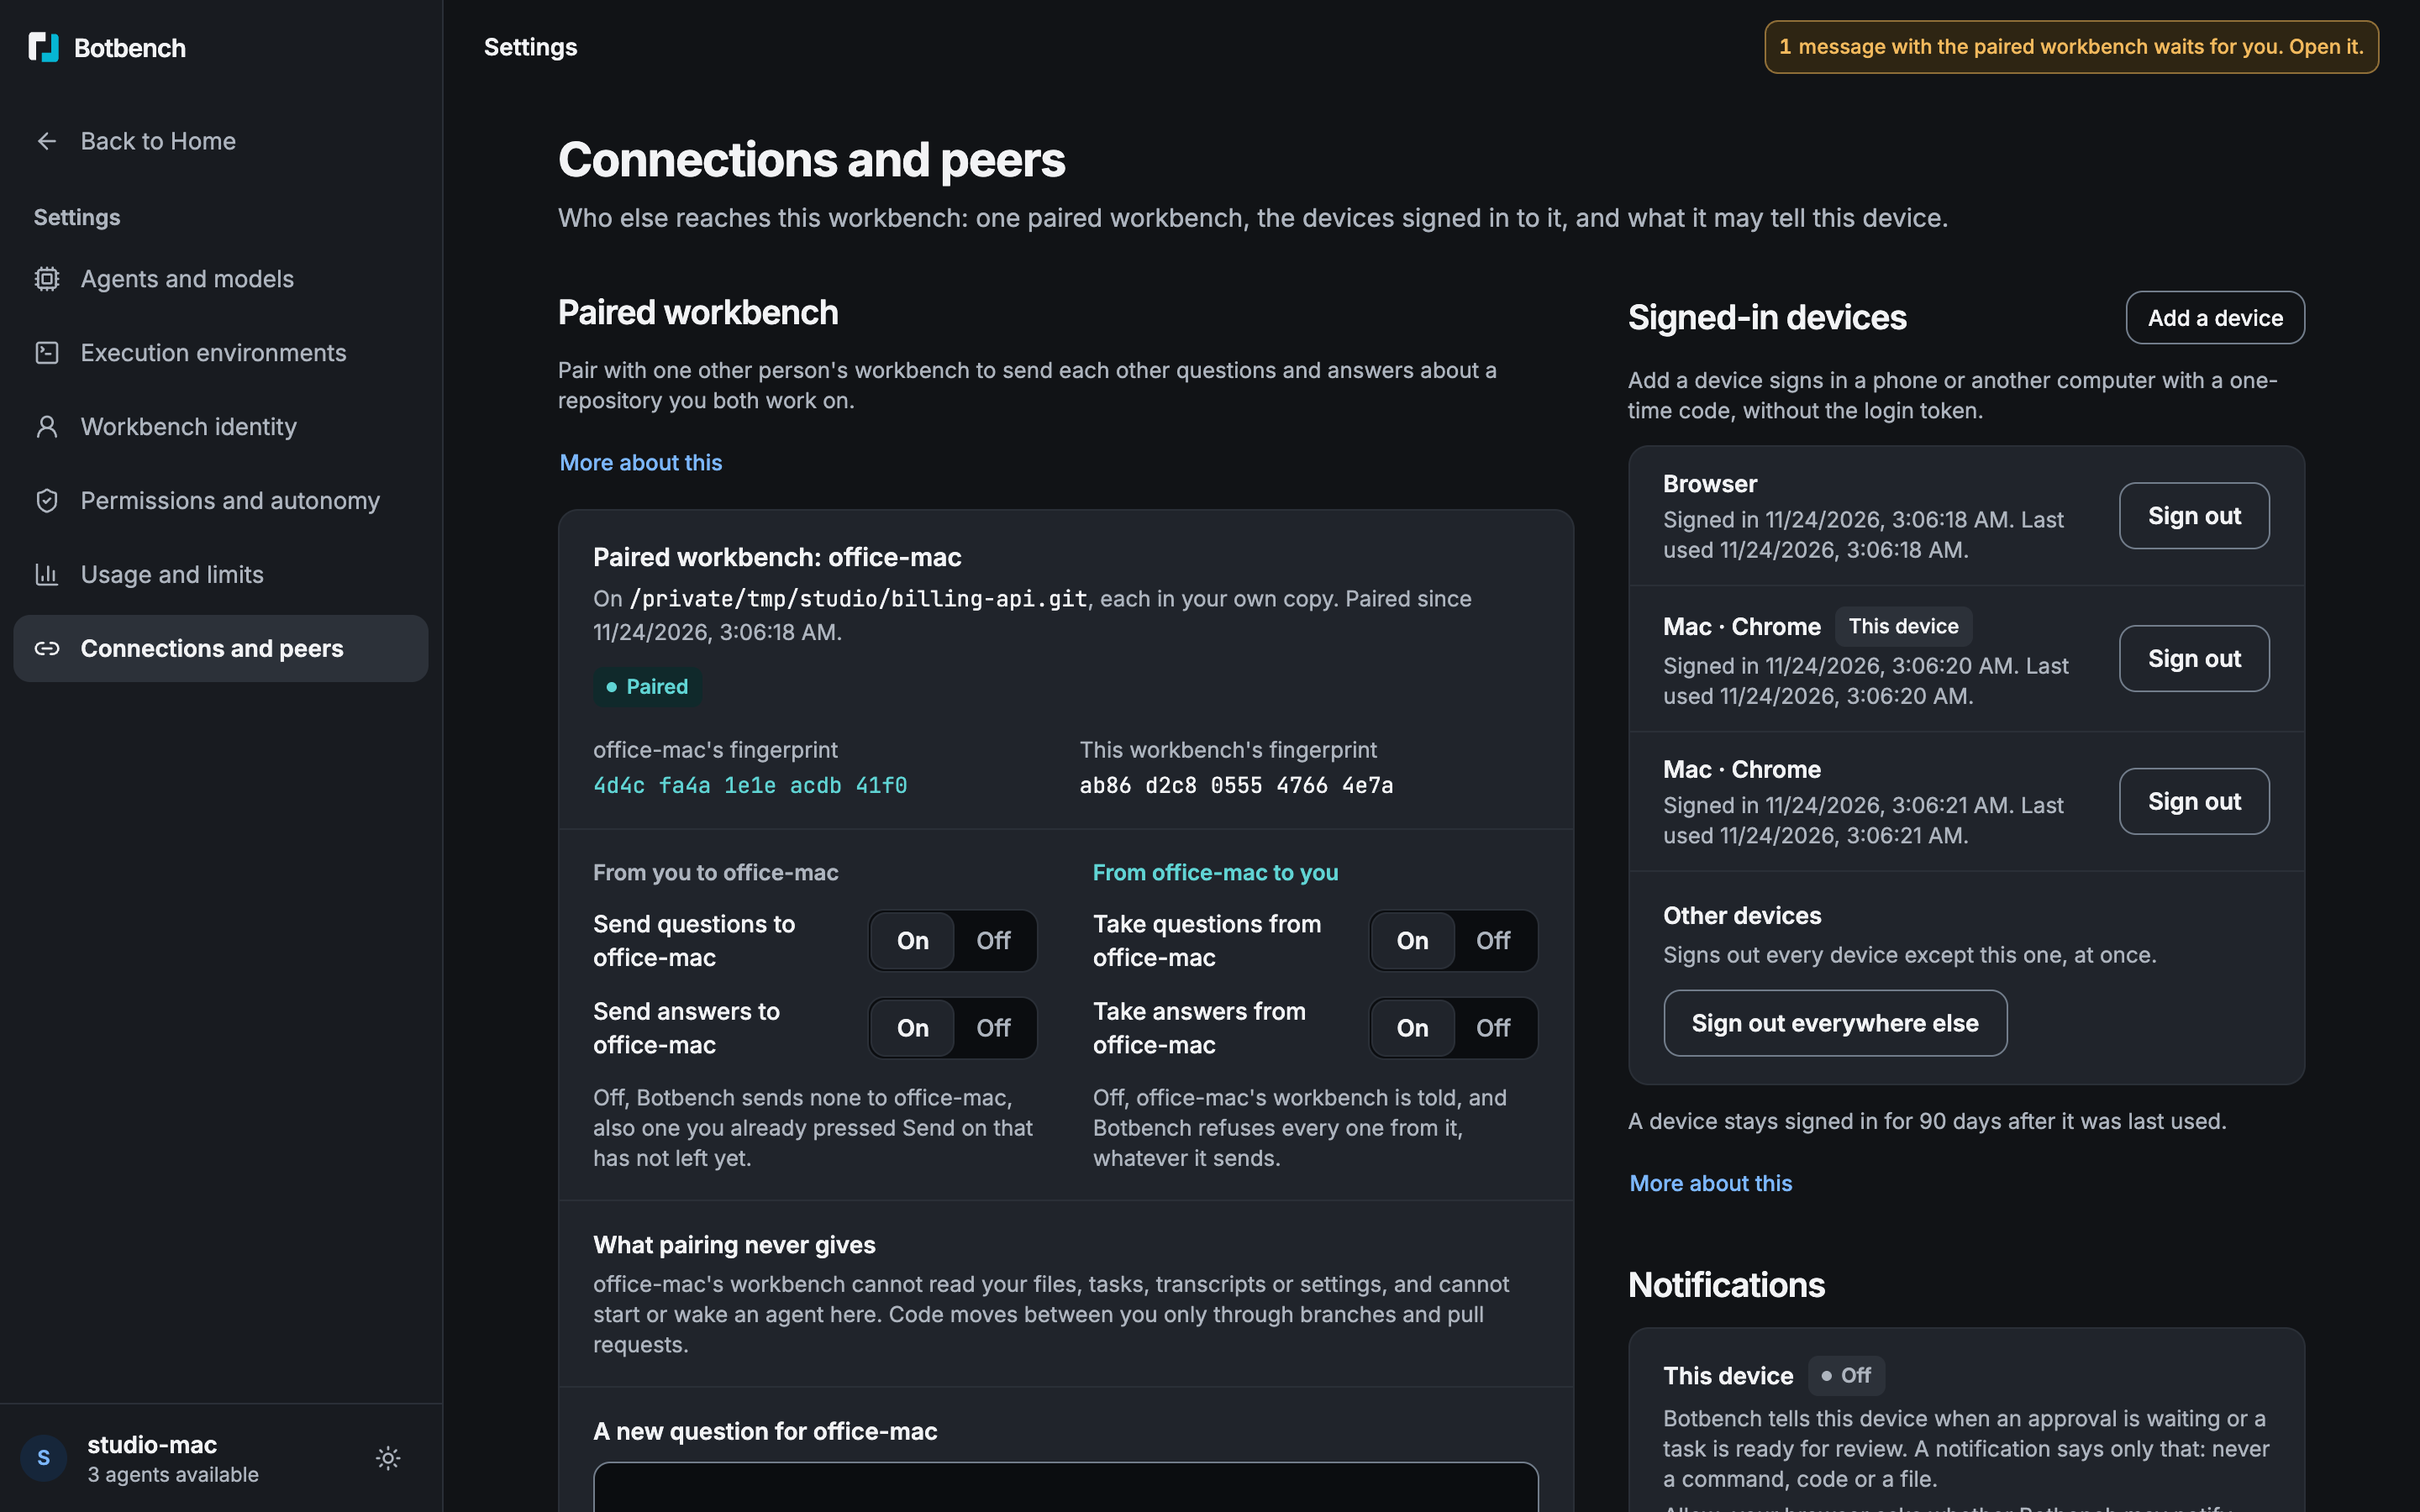 Botbench
Back to Home
Settings
Agents and models
Execution environments
Workbench identity
Permissions and autonomy
Usage and limits
Connections and peers
S
studio-mac
3 agents available
Settings
1 message with the paired workbench waits for you. Open it.
Connections and peers
Who else reaches this workbench: one paired workbench, the devices signed in to it, and what it may tell this device.
Paired workbench
Pair with one other person's workbench to send each other questions and answers about a
repository you both work on.
More about this
Paired workbench: office-mac
On /private/tmp/studio/billing-api.git, each in your own copy. Paired since
11/24/2026, 3:06:18 AM.
Paired
office-mac's fingerprint
4d4c fa4a 1e1e acdb 41f0
This workbench's fingerprint
ab86 d2c8 0555 4766 4e7a
From you to office-mac
Send questions to
office-mac
On Off
Send answers to
office-mac
On Off
Off, Botbench sends none to office-mac,
also one you already pressed Send on that
has not left yet.
From office-mac to you
Take questions from
office-mac
On Off
Take answers from
office-mac
On Off
Off, office-mac's workbench is told, and
Botbench refuses every one from it,
whatever it sends.
What pairing never gives
office-mac's workbench cannot read your files, tasks, transcripts or settings, and cannot
start or wake an agent here. Code moves between you only through branches and pull
requests.
A new question for office-mac
Signed-in devices
Add a device
Add a device signs in a phone or another computer with a one-
time code, without the login token.
Browser
Signed in 11/24/2026, 3:06:18 AM. Last
used 11/24/2026, 3:06:18 AM.
Sign out
Mac · Chrome This device
Signed in 11/24/2026, 3:06:20 AM. Last
used 11/24/2026, 3:06:20 AM.
Sign out
Mac · Chrome
Signed in 11/24/2026, 3:06:21 AM. Last
used 11/24/2026, 3:06:21 AM.
Sign out
Other devices
Signs out every device except this one, at once.
Sign out everywhere else
A device stays signed in for 90 days after it was last used.
More about this
Notifications
This device Off
Botbench tells this device when an approval is waiting or a
task is ready for review. A notification says only that: never
a command, code or a file.